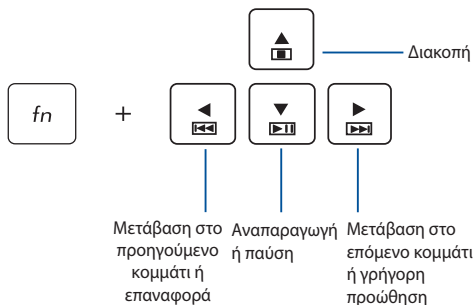 Διακοπή
fn
+
Μετάβαση στο
προηγούμενο
κομμάτι ή
επαναφορά
Αναπαραγωγή
ή παύση
Μετάβαση στο
επόμενο κομμάτι
ή γρήγορη
προώθηση